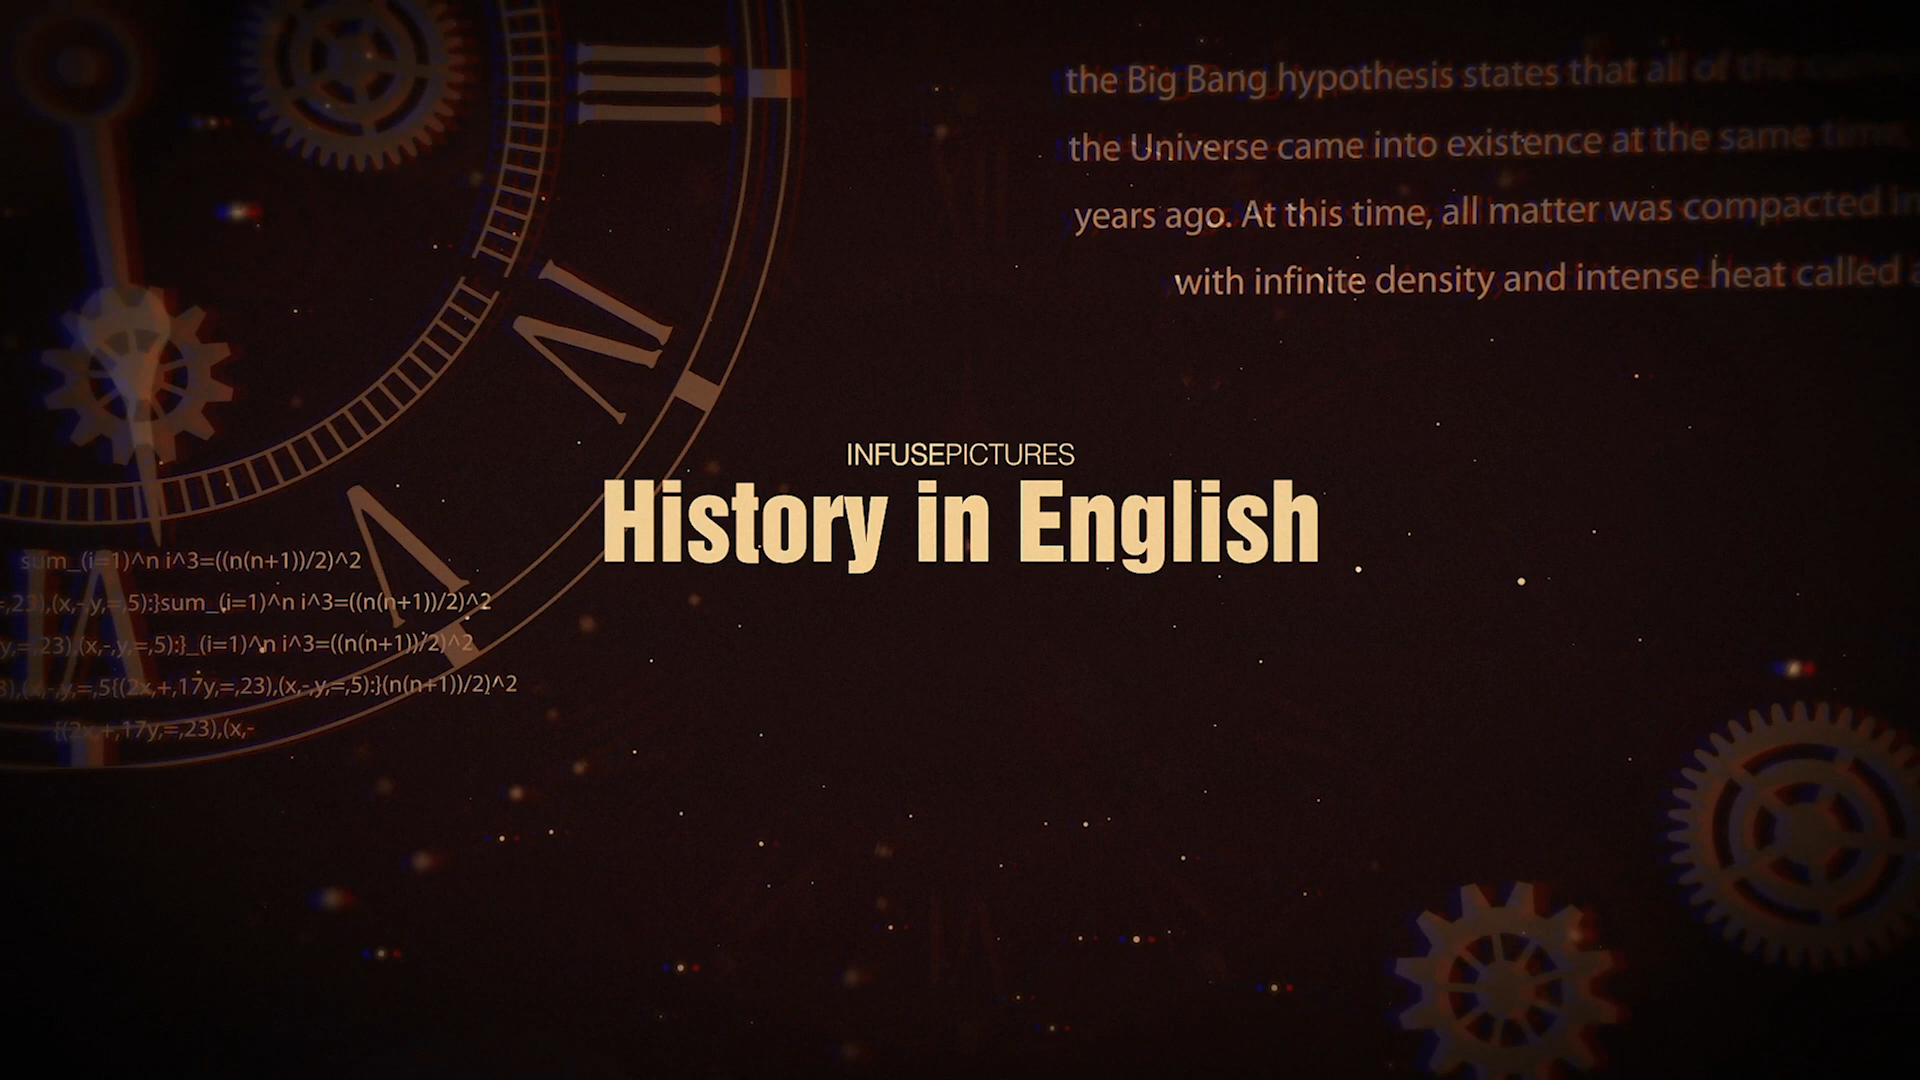 the Big Bang hypothesis states that all of the
the Universe came into existence at the same time,
years ago. At this time, all matter was compacted in
with infinite density and intense heat called a
INFUSEPICTURES
History in English
sum_(i=1)^n i^3=((n(n+1))/2)^2
=,23),(x,-,y,=,5):}sum_(i=1)^n i^3=((n(n+1))/2)^2
y,=,23),(x,-,y,=,5):}_(i=1)^n i^3=((n(n+1))/2)^2
3),(x,-,y,=,5{(2x,+,17y,=,23),(x,-,y,=,5):}(n(n+1))/2)^2
{(2x,+,17y,=,23),(x,-
III
IV
V
VI